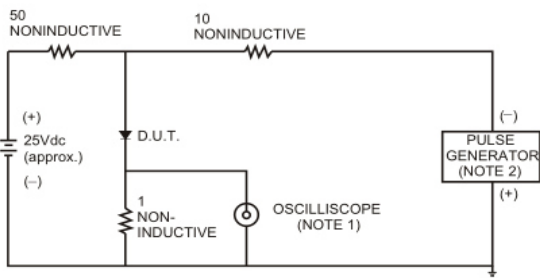 50
NONINDUCTIVE
10
NONINDUCTIVE
(+)
25Vdc
(approx.)
(–)
D.U.T.
1
NON-
INDUCTIVE
OSCILLISCOPE
(NOTE 1)
(–)
PULSE
GENERATOR
(NOTE 2)
(+)